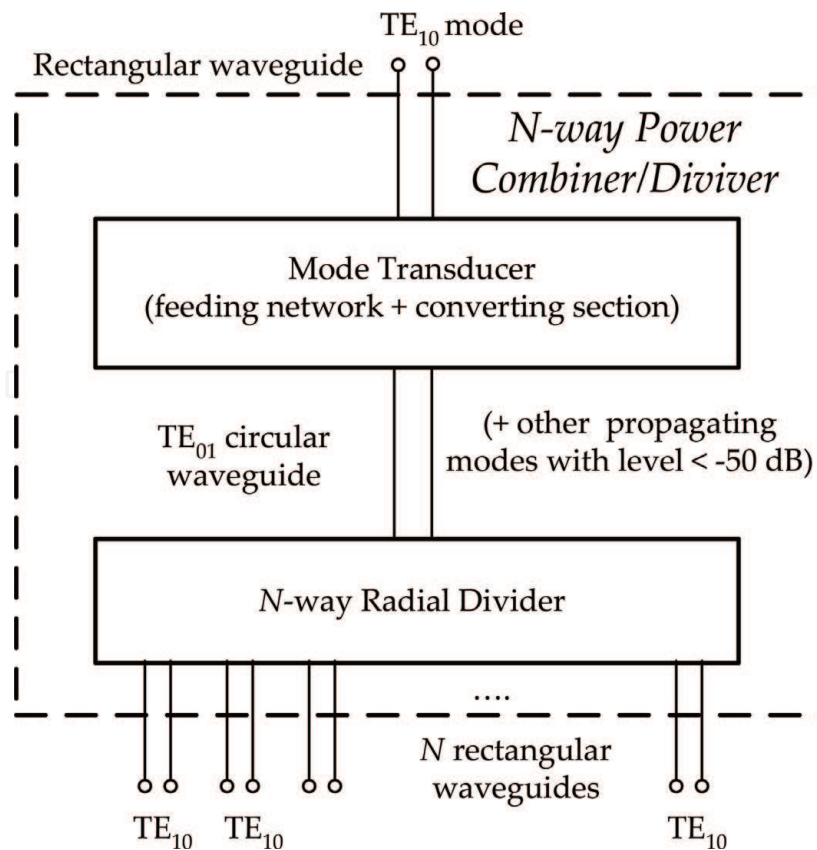 TE₁₀ mode
Rectangular waveguide
N-way Power
Combiner/Diviver
Mode Transducer
(feeding network + converting section)
TE₀₁ circular
waveguide
(+ other propagating
modes with level < -50 dB)
N-way Radial Divider
....
N rectangular
waveguides
TE₁₀
TE₁₀
TE₁₀